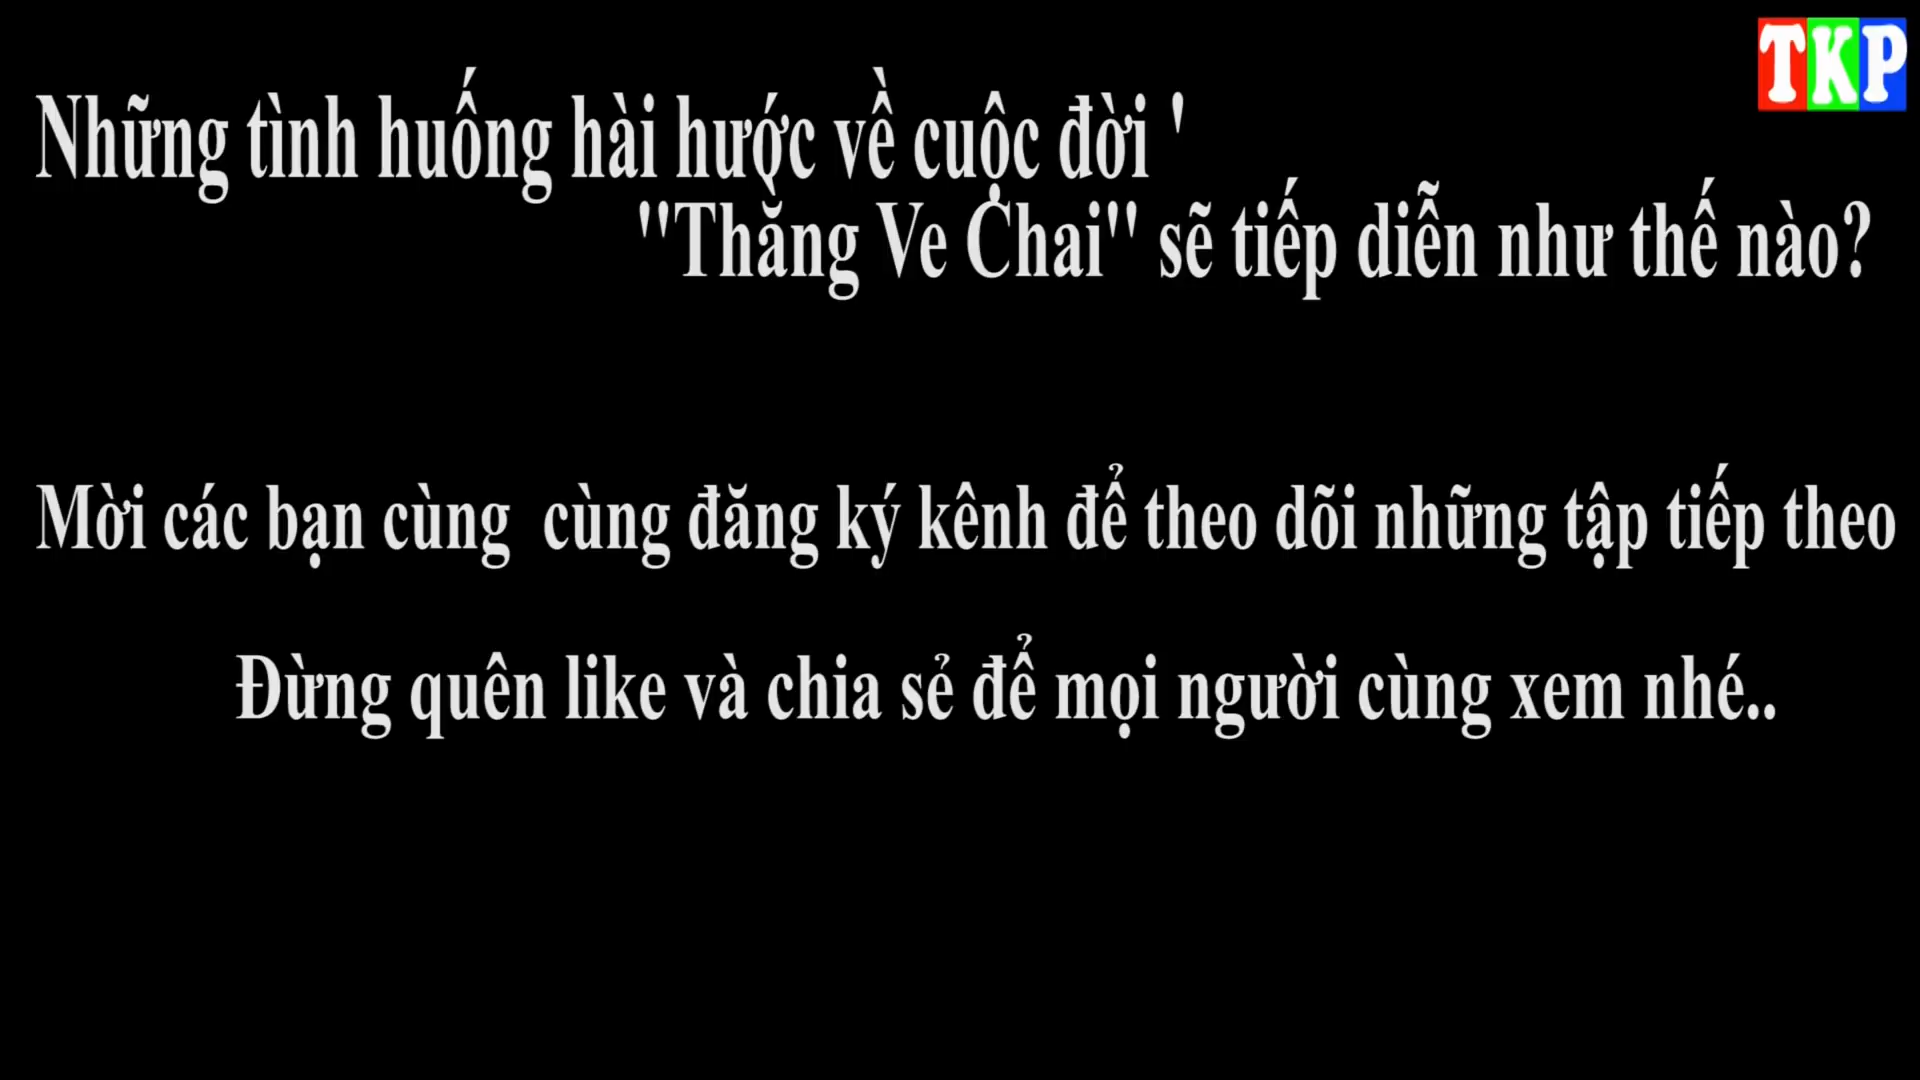 TKP
Những tình huống hài hước về cuộc đời '
"Thằng Ve Chai" sẽ tiếp diễn như thế nào?
Mời các bạn cùng  cùng đăng ký kênh để theo dõi những tập tiếp theo
Đừng quên like và chia sẻ để mọi người cùng xem nhé..